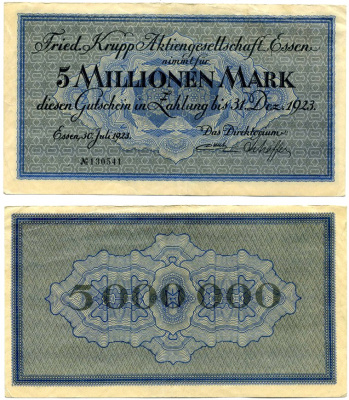 Fried. Krupp Aktiengesellschaft Essen
nimmt für
5 MILLIONEN MARK
diesen Gutschein in Zahlung bis 31. Dez. 1923.
Essen, 30. Juli 1923. Das Direktorium
№ 130541
5 000 000